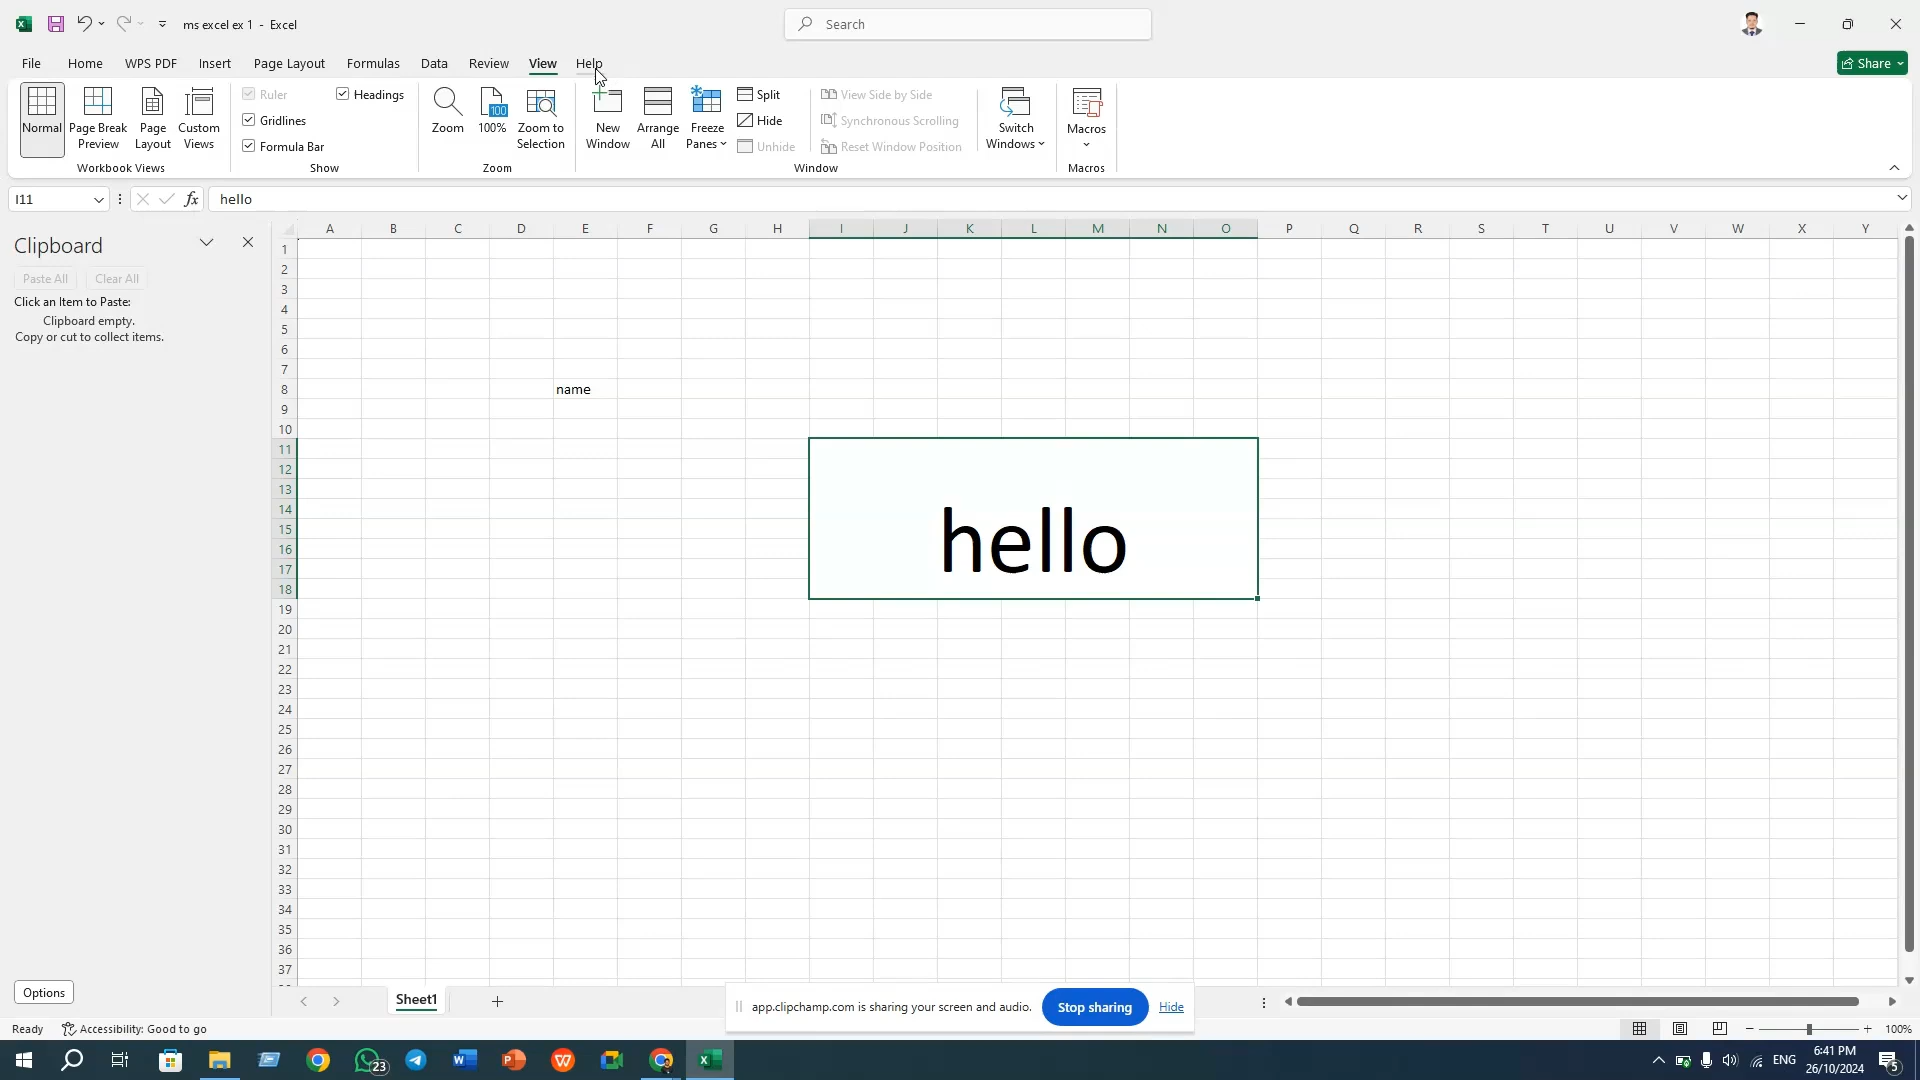 ms excel ex 1 - Excel
Search
File Home WPS PDF Insert Page Layout Formulas Data Review View Help
Share
Normal
Page Break Preview
Page Layout
Custom Views
Workbook Views
Ruler
Gridlines
Formula Bar
Headings
Show
Zoom
100
100%
Zoom to Selection
Zoom
New Window
Arrange All
Freeze Panes
Split
Hide
Unhide
View Side by Side
Synchronous Scrolling
Reset Window Position
Switch Windows
Window
Macros
Macros
I11
fx
hello
Clipboard
Paste All Clear All
Click an Item to Paste:
Clipboard empty.
Copy or cut to collect items.
A B C D E F G H I J K L M N O P Q R S T U V W X Y
1
2
3
4
5
6
7
8 name
9
10
11
12
13
14
hello
15
16
17
18
19
20
21
22
23
24
25
26
27
28
29
30
31
32
33
34
35
36
37
Options
Sheet1
app.clipchamp.com is sharing your screen and audio. Stop sharing Hide
Ready Accessibility: Good to go
100%
23
ENG
6:41 PM
26/10/2024
5